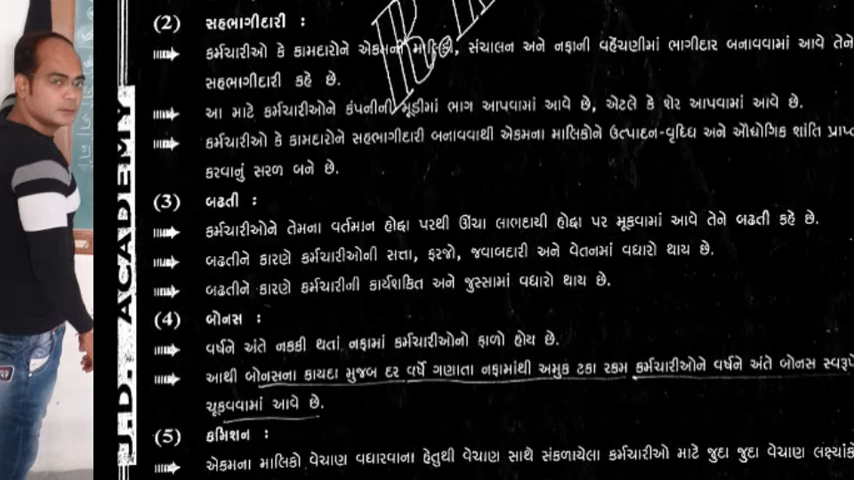 (2) સહભાગીદારી :
કર્મચારીઓ કે કામદારોને એકમની માલિકી, સંચાલન અને નફાની વહેંચણીમાં ભાગીદાર બનાવવામાં આવે તેને
સહભાગીદારી કહે છે.
આ માટે કર્મચારીઓને કંપનીની મૂડીમાં ભાગ આપવામાં આવે છે, એટલે કે શેર આપવામાં આવે છે.
કર્મચારીઓ કે કામદારોને સહભાગીદારી બનાવવાથી એકમના માલિકોને ઉત્પાદન-વૃદ્ધિ અને ઔદ્યોગિક શાંતિ
કરવાનું સરળ બને છે.
(3) બઢતી :
કર્મચારીઓને તેમના વર્તમાન હોદ્દા પરથી ઊંચા લાભદાયી હોદ્દા પર મૂકવામાં આવે તેને બઢતી કહે છે.
બઢતીને કારણે કર્મચારીઓની સત્તા, ફરજો, જવાબદારી અને વેતનમાં વધારો થાય છે.
બઢતીને કારણે કર્મચારીની કાર્યશકિત અને જુસ્સામાં વધારો થાય છે.
(4) બોનસ :
વર્ષને અંતે નક્કી થતાં નફામાં કર્મચારીઓનો ફાળો હોય છે.
આથી બોનસના કાયદા મુજબ દર વર્ષે ગણાતા નફામાંથી અમુક ટકા રકમ કર્મચારીઓને વર્ષને અંતે બોનસ સ્વરૂપે
ચૂકવવામાં આવે છે.
(5) કમિશન :
એકમના માલિકો વેચાણ વધારવાના હેતુથી વેચાણ સાથે સંકળાયેલા કર્મચારીઓ માટે જુદા જુદા વેચાણ
J.D. ACADEMY